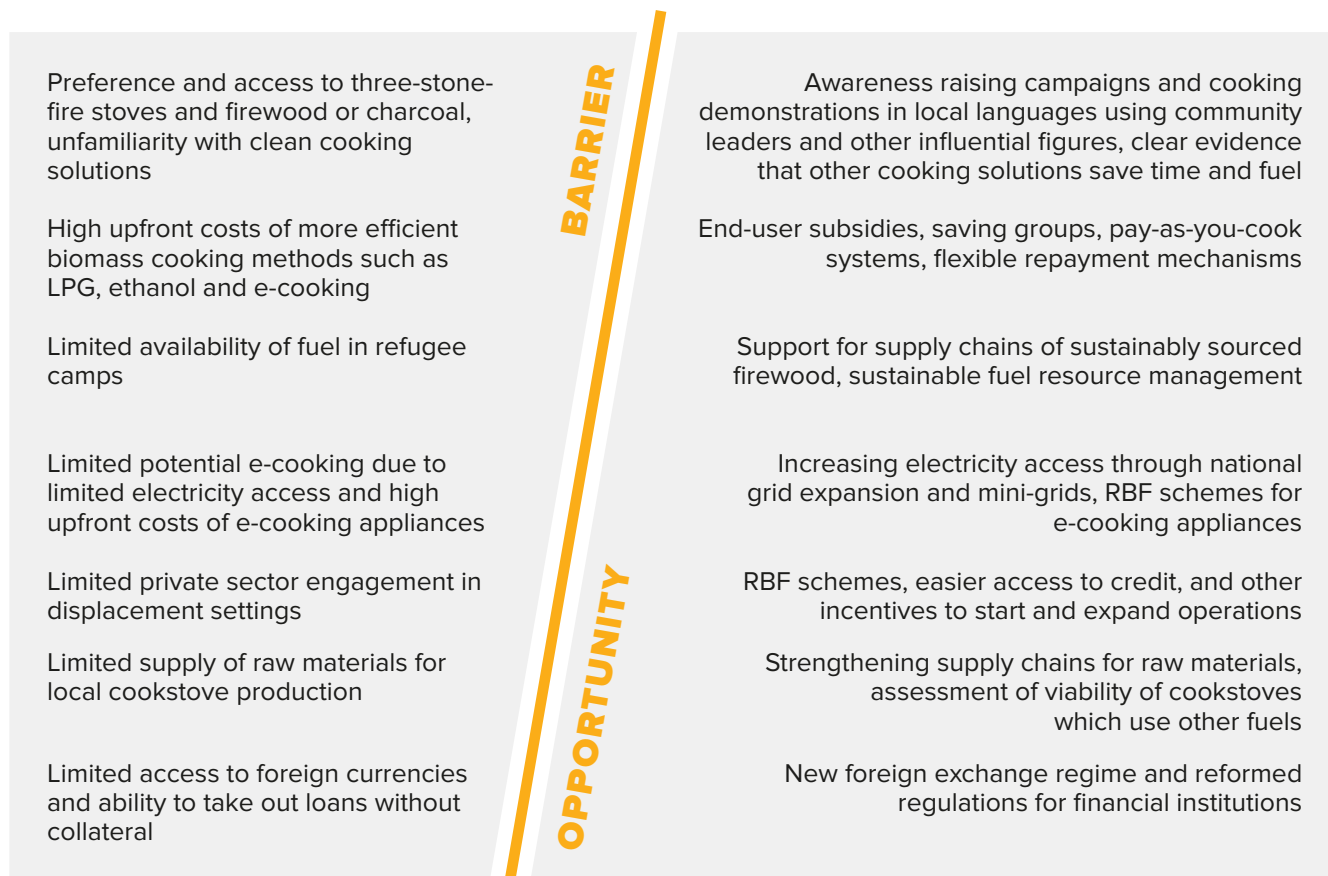 BARRIER
OPPORTUNITY
Preference and access to three-stone-
fire stoves and firewood or charcoal,
unfamiliarity with clean cooking
solutions
Awareness raising campaigns and cooking
demonstrations in local languages using community
leaders and other influential figures, clear evidence
that other cooking solutions save time and fuel
High upfront costs of more efficient
biomass cooking methods such as
LPG, ethanol and e-cooking
End-user subsidies, saving groups, pay-as-you-cook
systems, flexible repayment mechanisms
Limited availability of fuel in refugee
camps
Support for supply chains of sustainably sourced
firewood, sustainable fuel resource management
Limited potential e-cooking due to
limited electricity access and high
upfront costs of e-cooking appliances
Increasing electricity access through national
grid expansion and mini-grids, RBF schemes for
e-cooking appliances
Limited private sector engagement in
displacement settings
RBF schemes, easier access to credit, and other
incentives to start and expand operations
Limited supply of raw materials for
local cookstove production
Strengthening supply chains for raw materials,
assessment of viability of cookstoves
which use other fuels
Limited access to foreign currencies
and ability to take out loans without
collateral
New foreign exchange regime and reformed
regulations for financial institutions